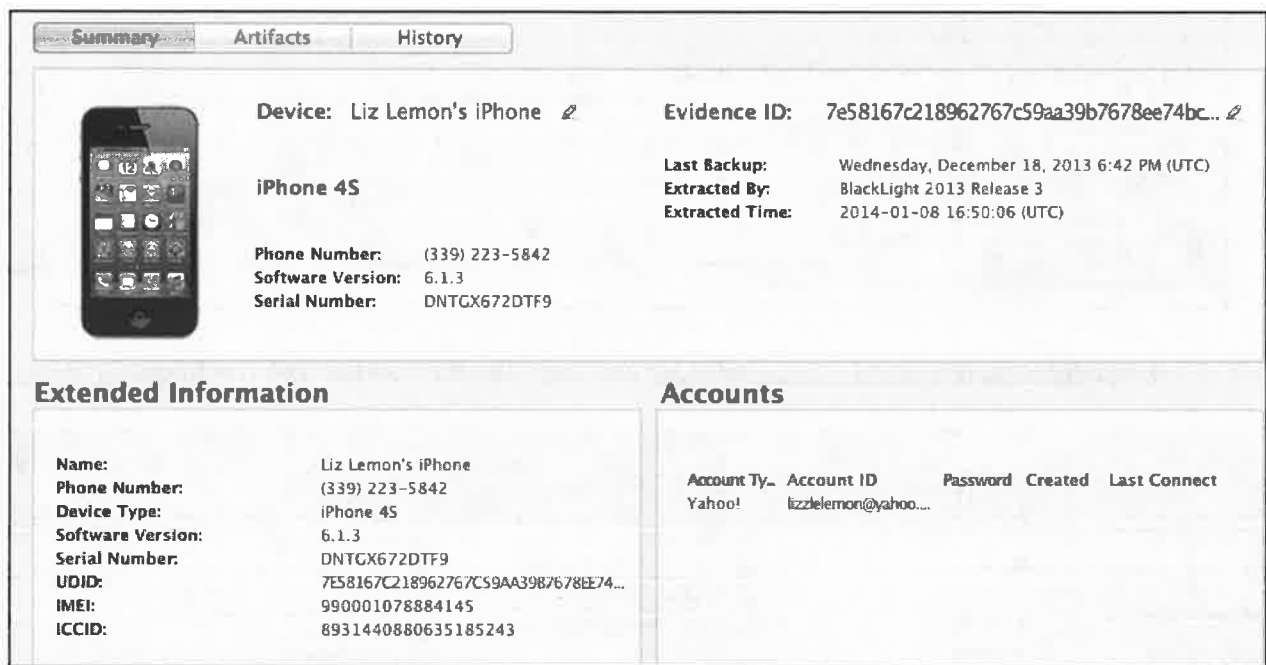 Summary Artifacts History
Device: Liz Lemon's iPhone
Evidence ID: 7e58167c218962767c59aa39b7678ee74bc...
iPhone 4S
Last Backup: Wednesday, December 18, 2013 6:42 PM (UTC)
Extracted By: BlackLight 2013 Release 3
Extracted Time: 2014-01-08 16:50:06 (UTC)
Phone Number: (339) 223-5842
Software Version: 6.1.3
Serial Number: DNTGX672DTF9
Extended Information
Name: Liz Lemon's iPhone
Phone Number: (339) 223-5842
Device Type: iPhone 4S
Software Version: 6.1.3
Serial Number: DNTGX672DTF9
UDID: 7E58167C218962767C59AA39B7678EE74...
IMEI: 990001078884145
ICCID: 8931440880635185243
Accounts
Account Ty... Account ID Password Created Last Connect
Yahoo! lizzlelemon@yahoo....